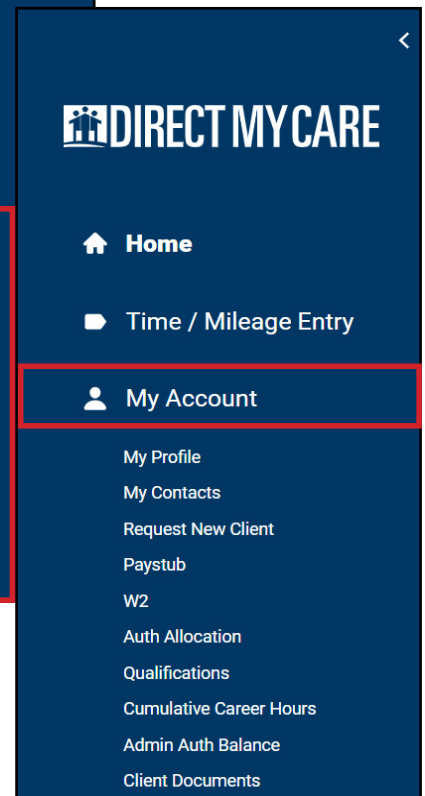 DIRECT MY CARE
Home
Time / Mileage Entry
My Account
My Profile
My Contacts
Request New Client
Paystub
W2
Auth Allocation
Qualifications
Cumulative Career Hours
Admin Auth Balance
Client Documents